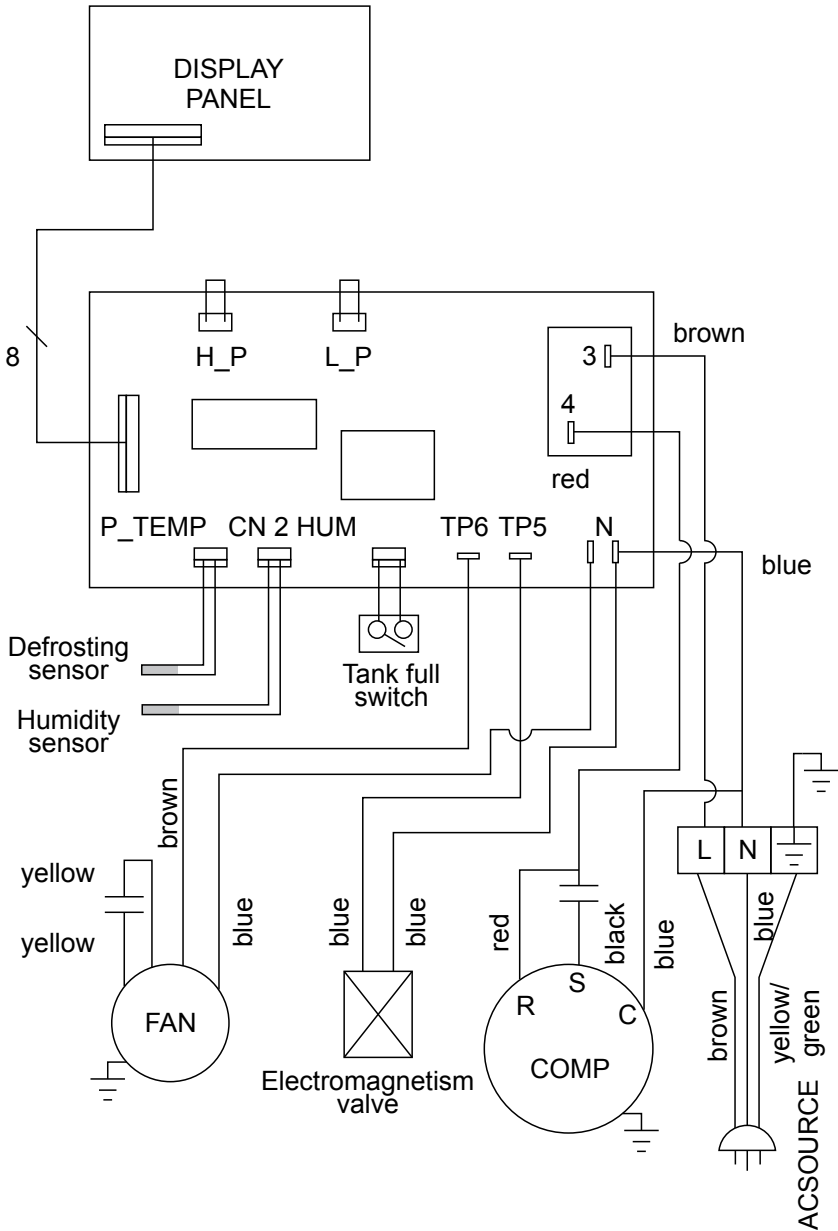 DISPLAY
PANEL
8
H_P
L_P
3
brown
4
red
P_TEMP
CN 2 HUM
TP6
TP5
N
blue
Defrosting
sensor
Humidity
sensor
Tank full
switch
brown
yellow
yellow
blue
blue
blue
red
black
blue
L
N
blue
brown
yellow/
green
FAN
Electromagnetism
valve
R
S
C
COMP
ACSOURCE